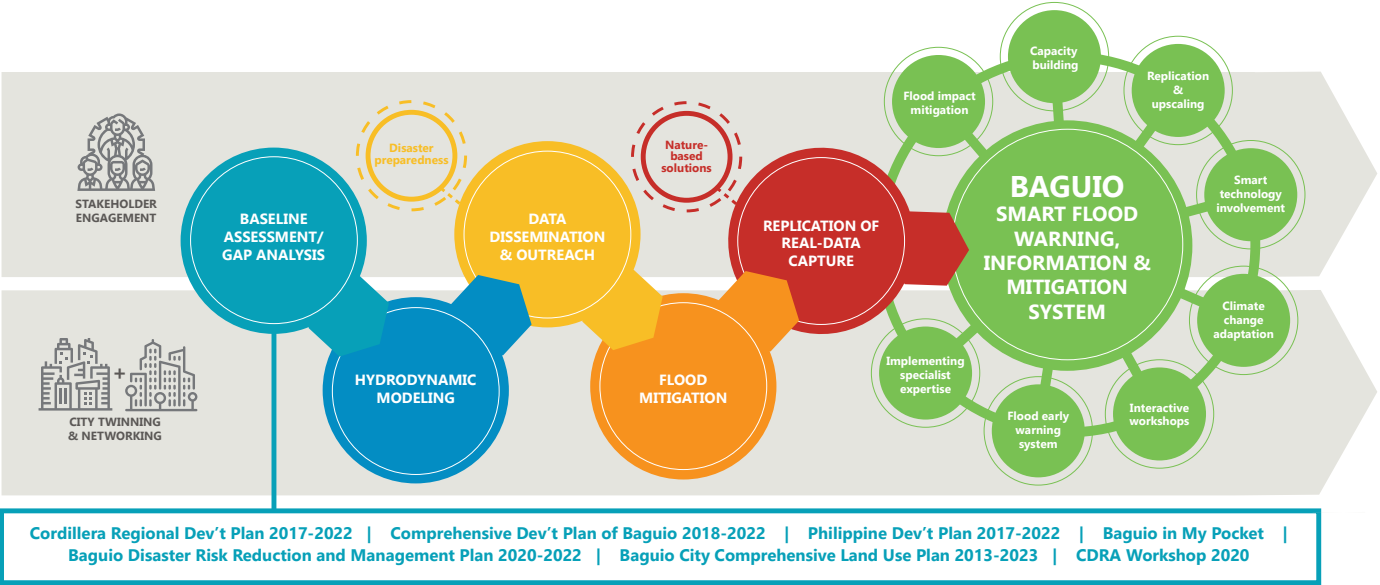 STAKEHOLDER
ENGAGEMENT
CITY TWINNING
& NETWORKING
BASELINE
ASSESSMENT/
GAP ANALYSIS
HYDRODYNAMIC
MODELING
Disaster
preparedness
DATA
DISSEMINATION
& OUTREACH
FLOOD
MITIGATION
Nature-
based
solutions
REPLICATION OF
REAL-DATA
CAPTURE
BAGUIO
SMART FLOOD
WARNING,
INFORMATION &
MITIGATION
SYSTEM
Flood impact
mitigation
Capacity
building
Replication
&
upscaling
Smart
technology
involvement
Climate
change
adaptation
Interactive
workshops
Flood early
warning
system
Implementing
specialist
expertise
Cordillera Regional Dev’t Plan 2017-2022 | Comprehensive Dev’t Plan of Baguio 2018-2022 | Philippine Dev’t Plan 2017-2022 | Baguio in My Pocket |
Baguio Disaster Risk Reduction and Management Plan 2020-2022 | Baguio City Comprehensive Land Use Plan 2013-2023 | CDRA Workshop 2020